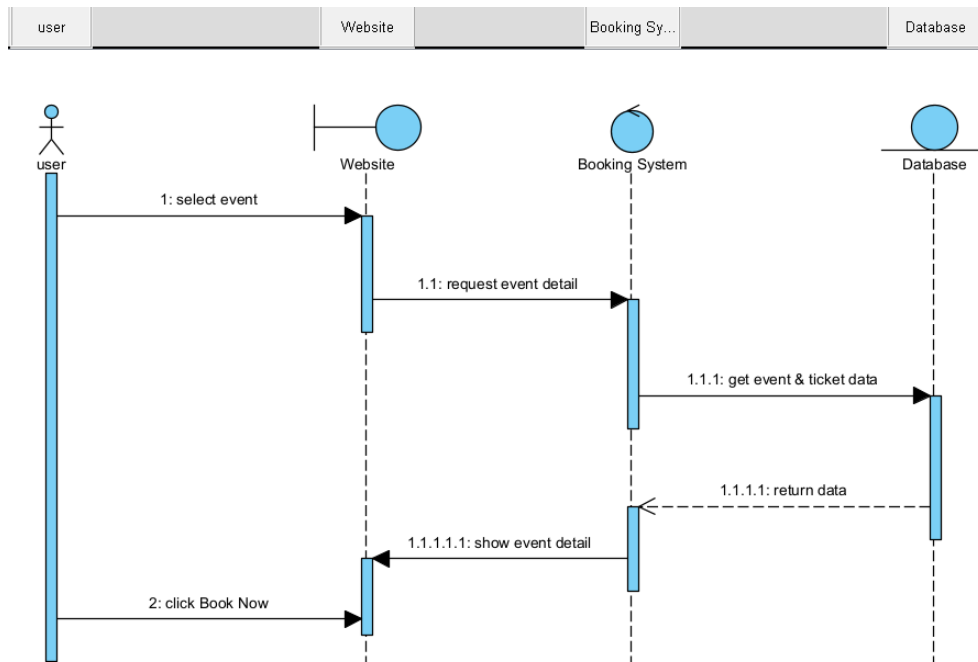 user
Website
Booking Sy...
Database
user
Website
Booking System
Database
1: select event
1.1: request event detail
1.1.1: get event & ticket data
1.1.1.1: return data
1.1.1.1.1: show event detail
2: click Book Now